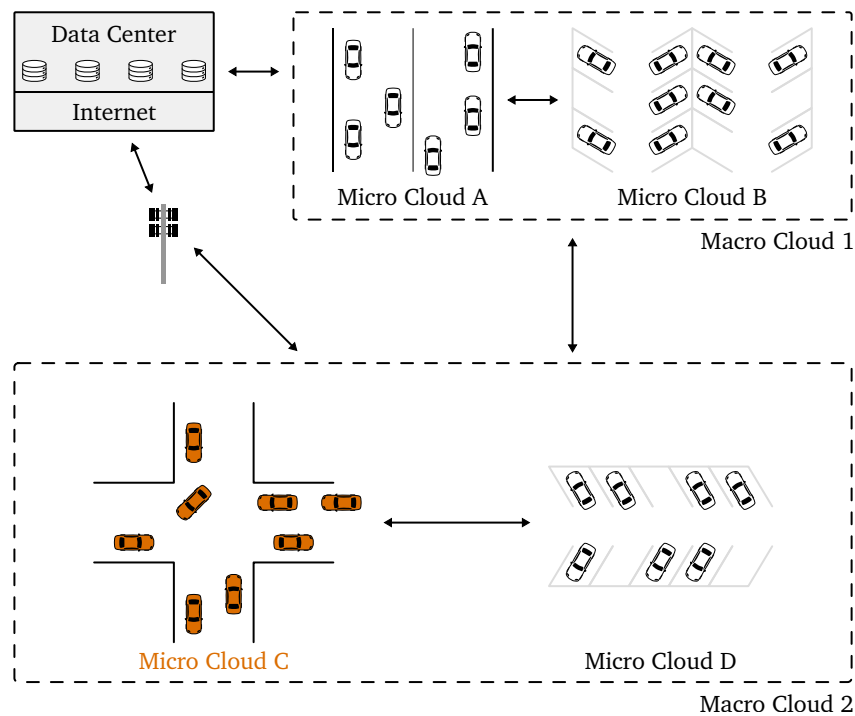 Data Center
Internet
Micro Cloud A
Micro Cloud B
Macro Cloud 1
Micro Cloud C
Micro Cloud D
Macro Cloud 2